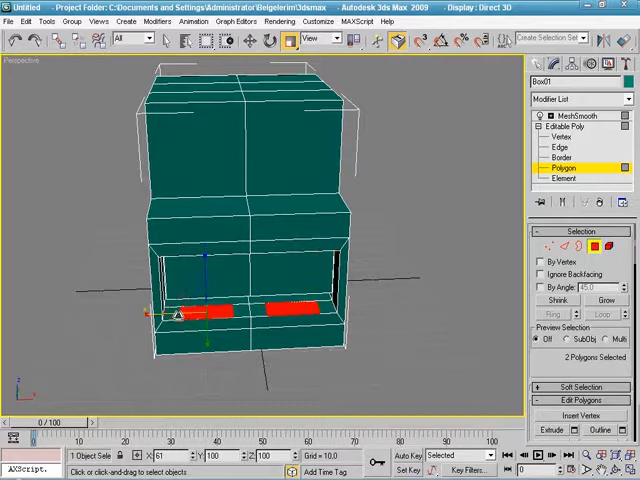 Untitled - Project Folder: C:\Documents and Settings\Administrator\Beigelerim\3dsmax - Autodesk 3ds Max 2009 - Display : Direct 3D
File Edit Tools Group Views Create Modifiers Animation Graph Editors Rendering Customize MAXScript Help
All View Create Selection Set
Perspective
Box01
Modifier List
MeshSmooth
Editable Poly
Vertex
Edge
Border
Polygon
Element
Selection
By Vertex
Ignore Backfacing
By Angle: 45.0
Shrink Grow
Ring Loop
Preview Selection
Off SubObj Multi
2 Polygons Selected
Soft Selection
Edit Polygons
Insert Vertex
Extrude Outline
z
x
0 / 100
0 10 20 30 40 50 60 70 80 90 100
1 Object Selec X: 61 Y: 100 Z: 100 Grid = 10,0 Auto Key Selected
AXScript. Click or click-and-drag to select objects Add Time Tag Set Key Key Filters... 0